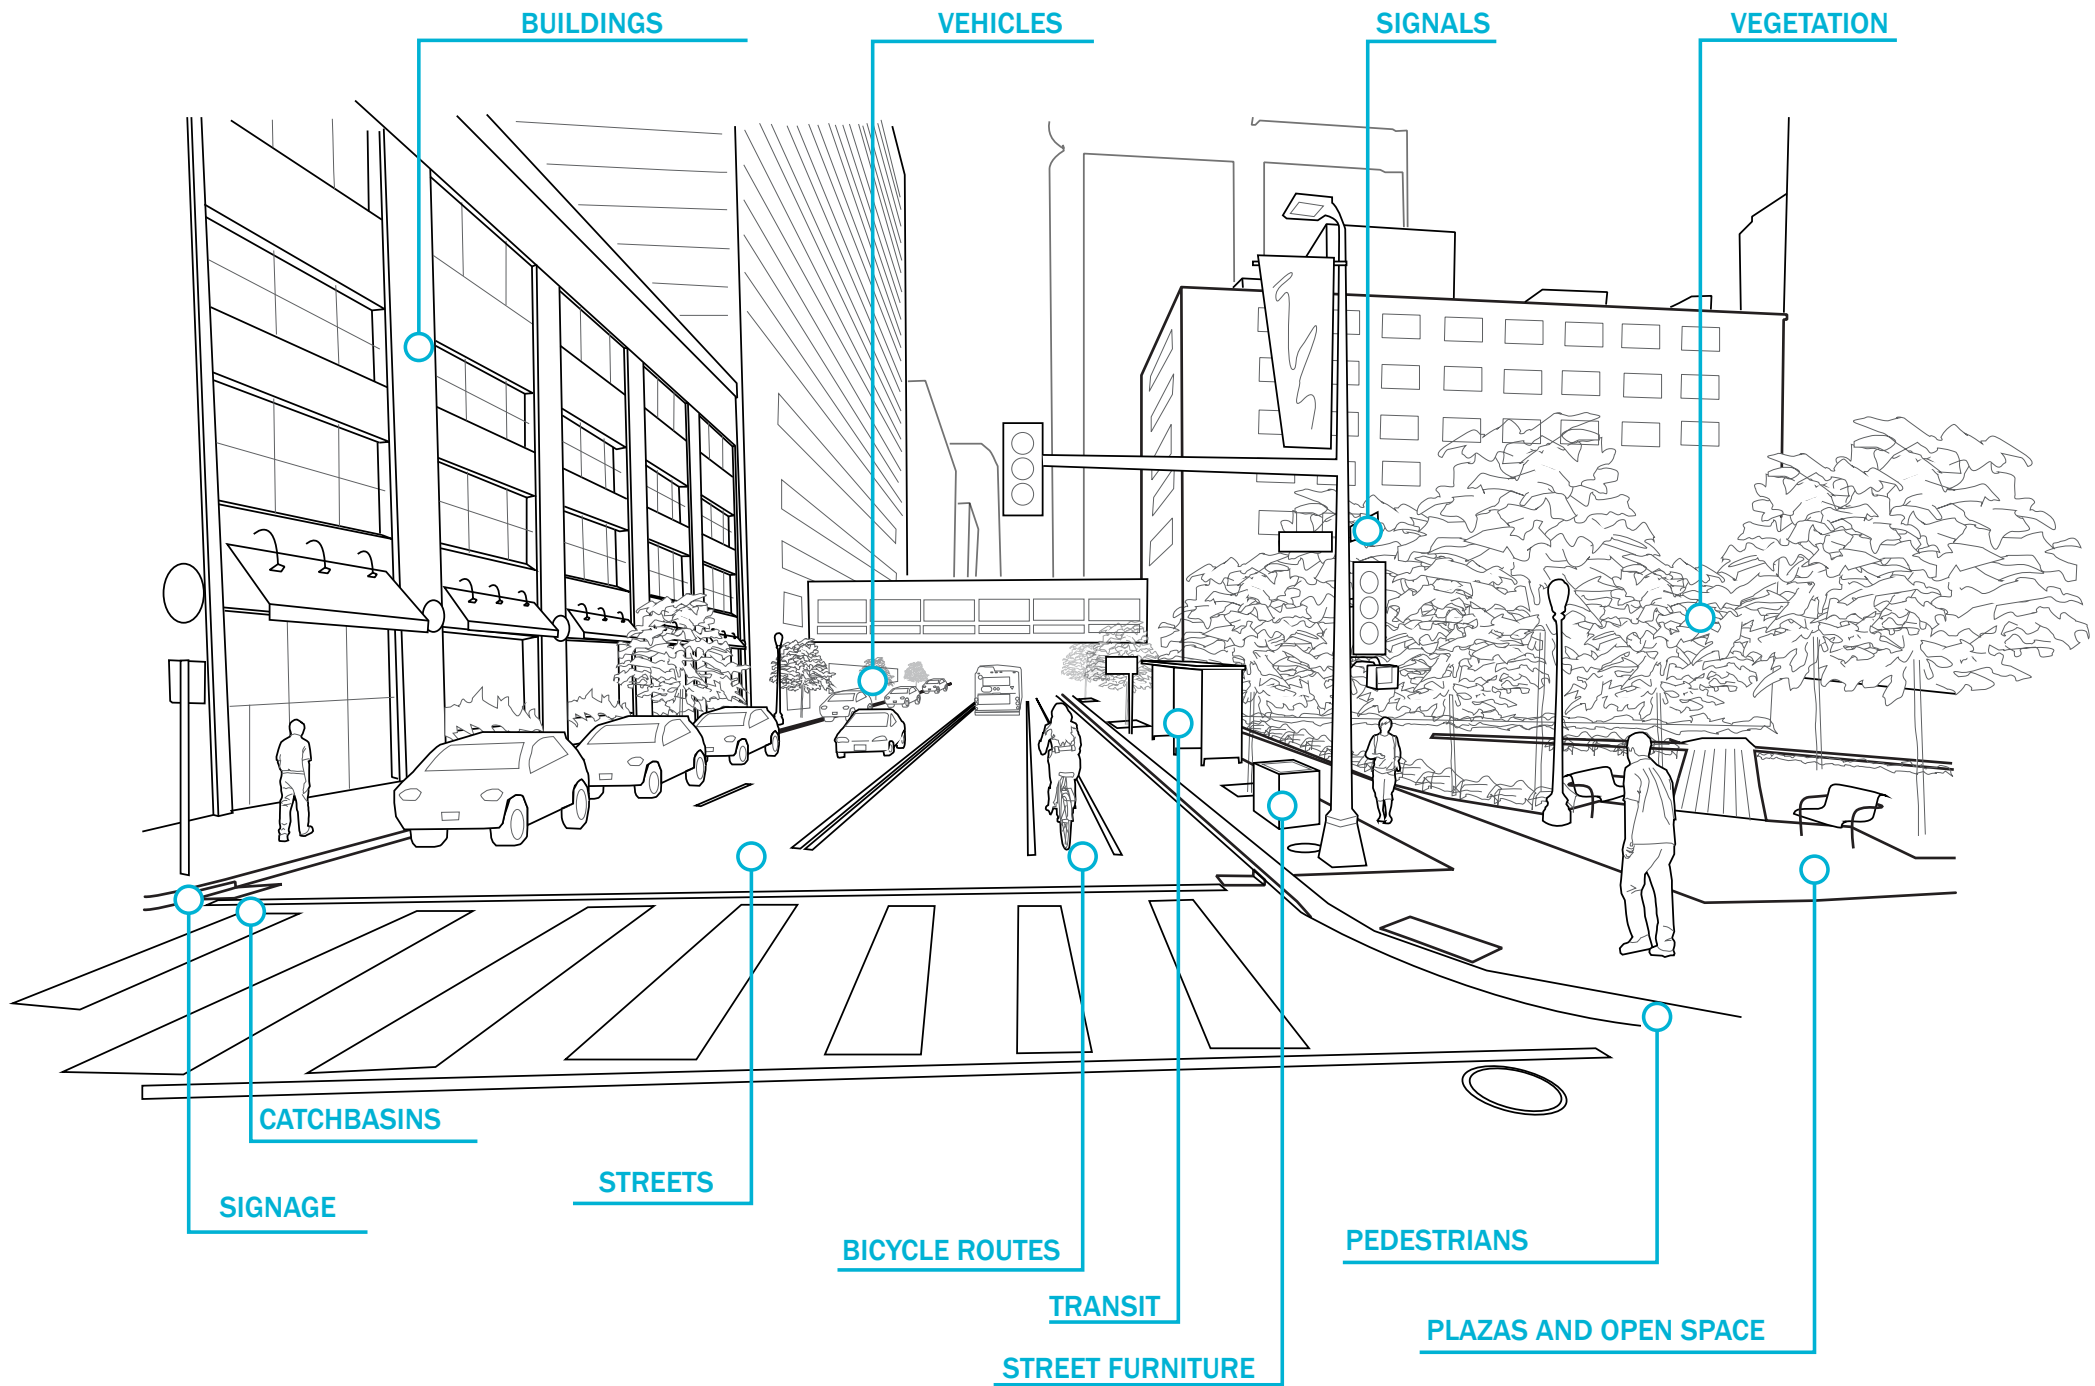 BUILDINGS
VEHICLES
SIGNALS
VEGETATION
CATCHBASINS
STREETS
SIGNAGE
BICYCLE ROUTES
PEDESTRIANS
TRANSIT
PLAZAS AND OPEN SPACE
STREET FURNITURE